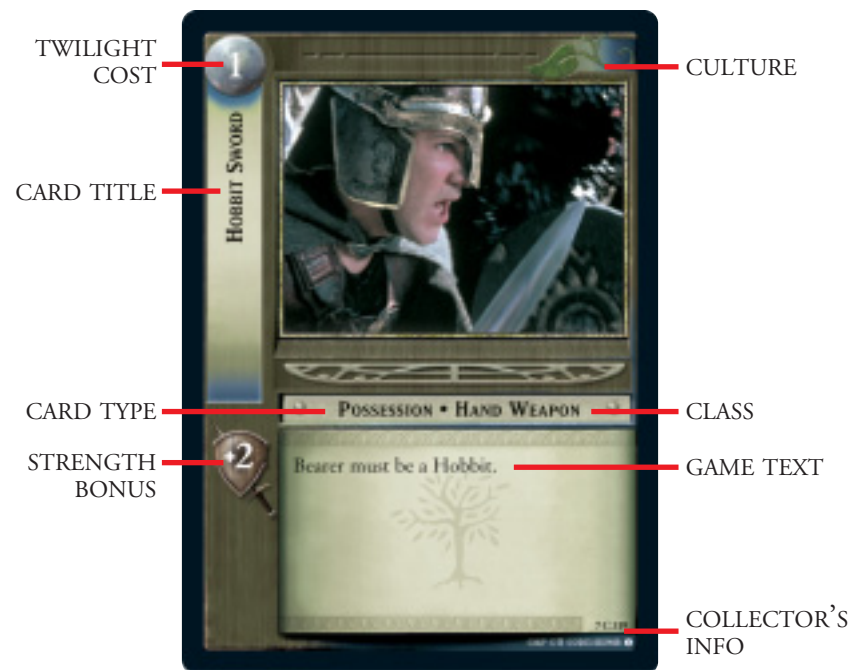 TWILIGHT
COST
1
CULTURE
CARD TITLE
HOBBIT SWORD
CARD TYPE
POSSESSION • HAND WEAPON
CLASS
STRENGTH
BONUS
+2
Bearer must be a Hobbit.
GAME TEXT
COLLECTOR'S
INFO